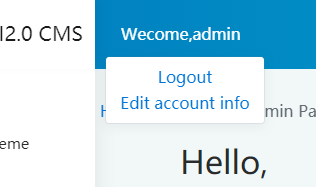 I2.0 CMS
Wecome,admin
Logout
Edit account info
min Pa
eme
Hello,